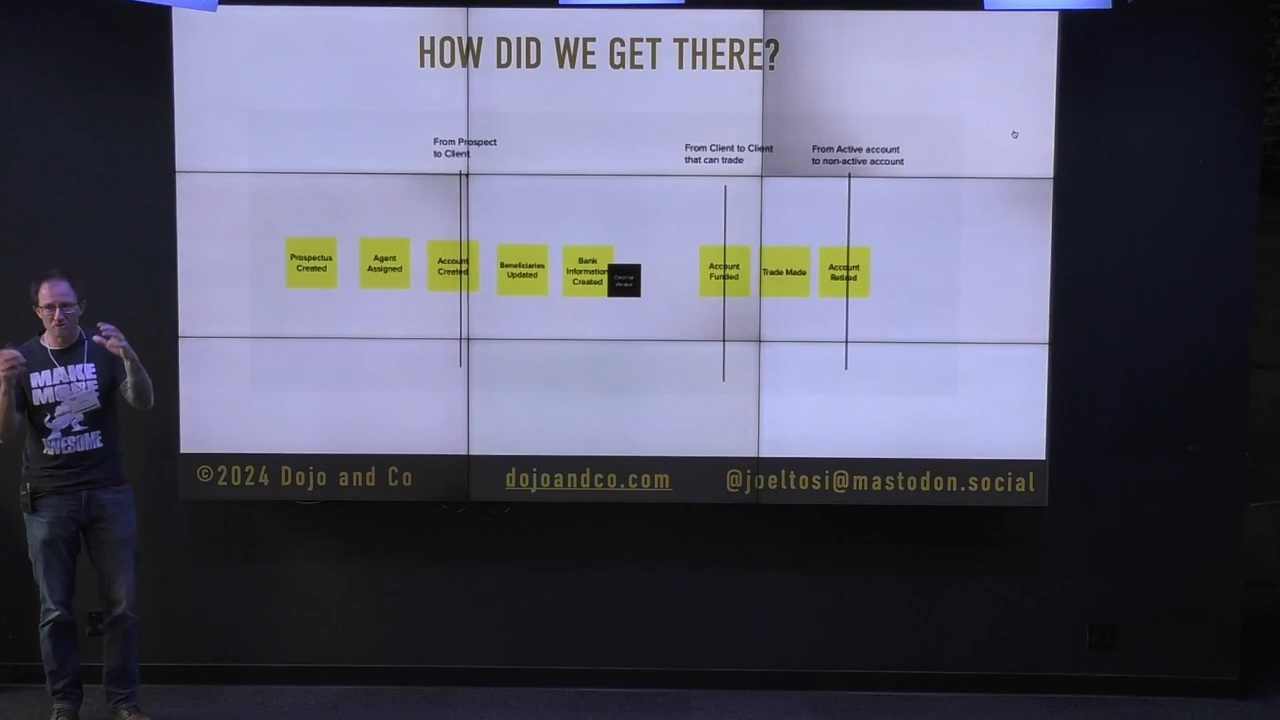 HOW DID WE GET THERE?
From Prospect
to Client
From Client to Client
that can trade
From Active account
to non-active account
Prospectus
Created
Agent
Assigned
Account
Created
Beneficiaries
Updated
Bank
Information
Created
External
Vendor
Account
Funded
Trade Made
Account
Retired
MAKE
MORE
AWESOME
©2024 Dojo and Co
dojoandco.com
@joeltosi@mastodon.social